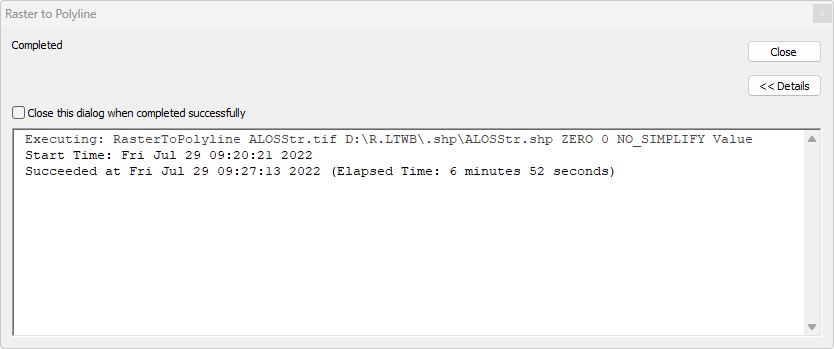 Raster to Polyline
x
Completed
Close
<< Details
Close this dialog when completed successfully
Executing: RasterToPolyline ALOSStr.tif D:\R.LTWB\.shp\ALOSStr.shp ZERO 0 NO_SIMPLIFY Value
Start Time: Fri Jul 29 09:20:21 2022
Succeeded at Fri Jul 29 09:27:13 2022 (Elapsed Time: 6 minutes 52 seconds)